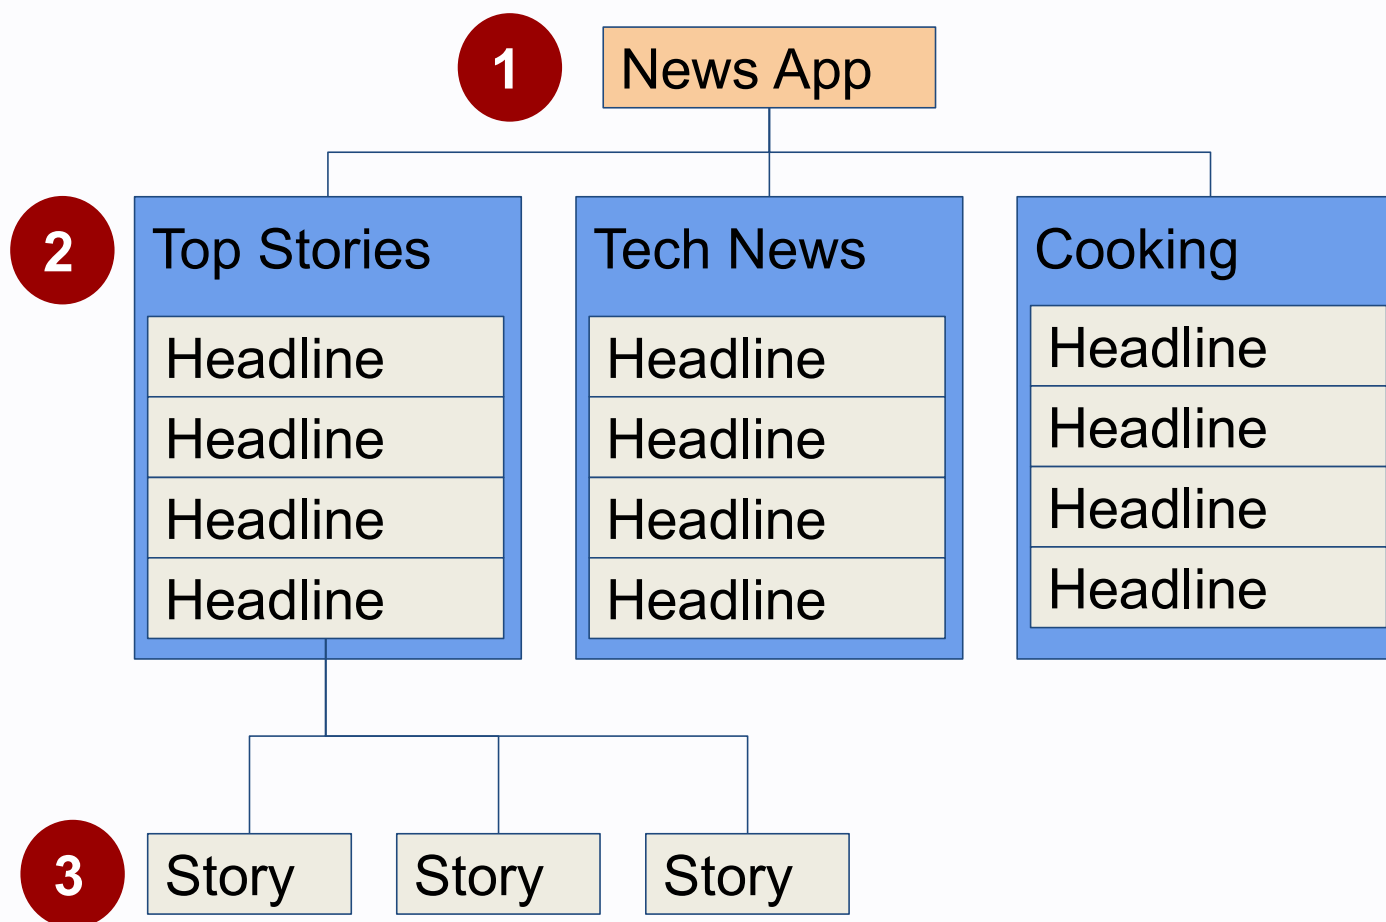 1
News App
2
Top Stories
Headline
Headline
Headline
Headline
Tech News
Headline
Headline
Headline
Headline
Cooking
Headline
Headline
Headline
Headline
3
Story
Story
Story